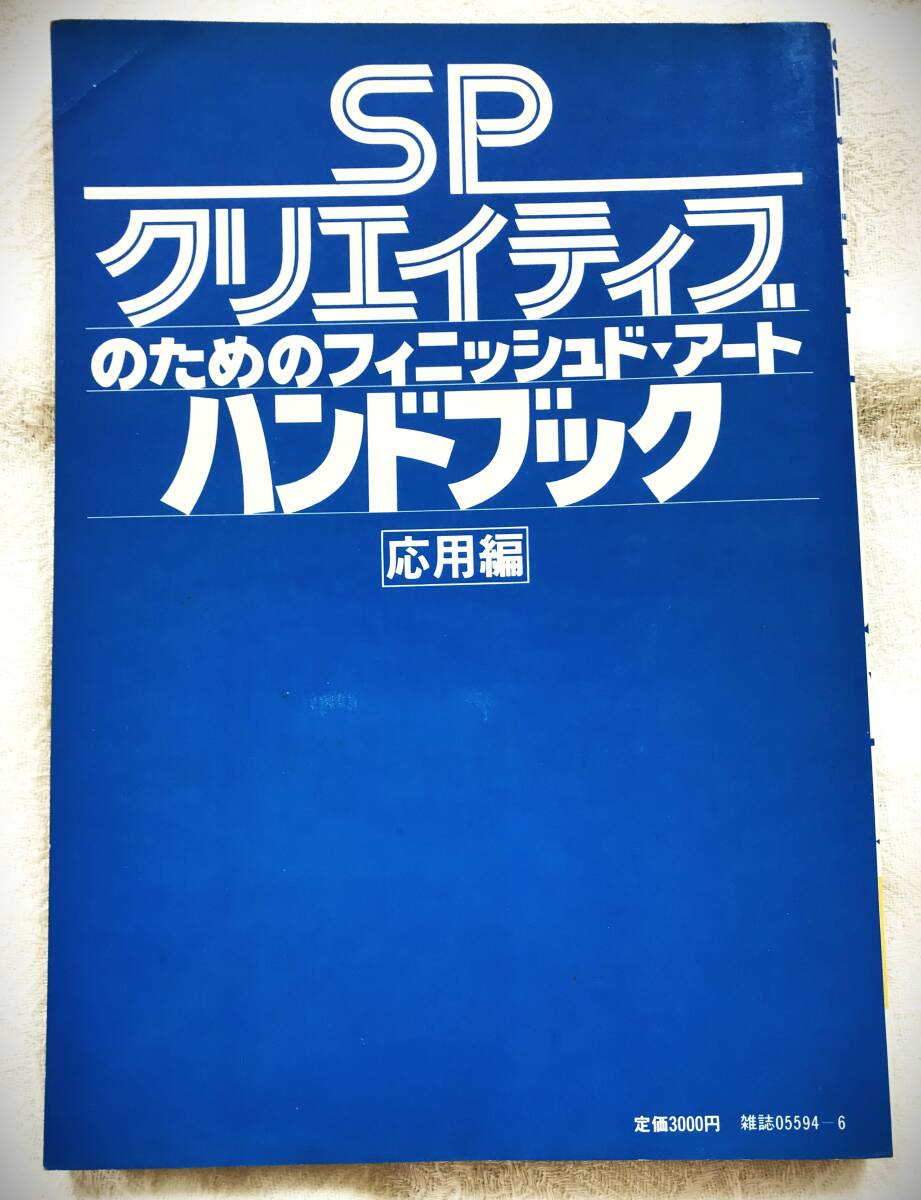 SP
クリエイティブ
のためのフィニッシュド・アート
ハンドブック
応用編
定価3000円 雑誌05594-6